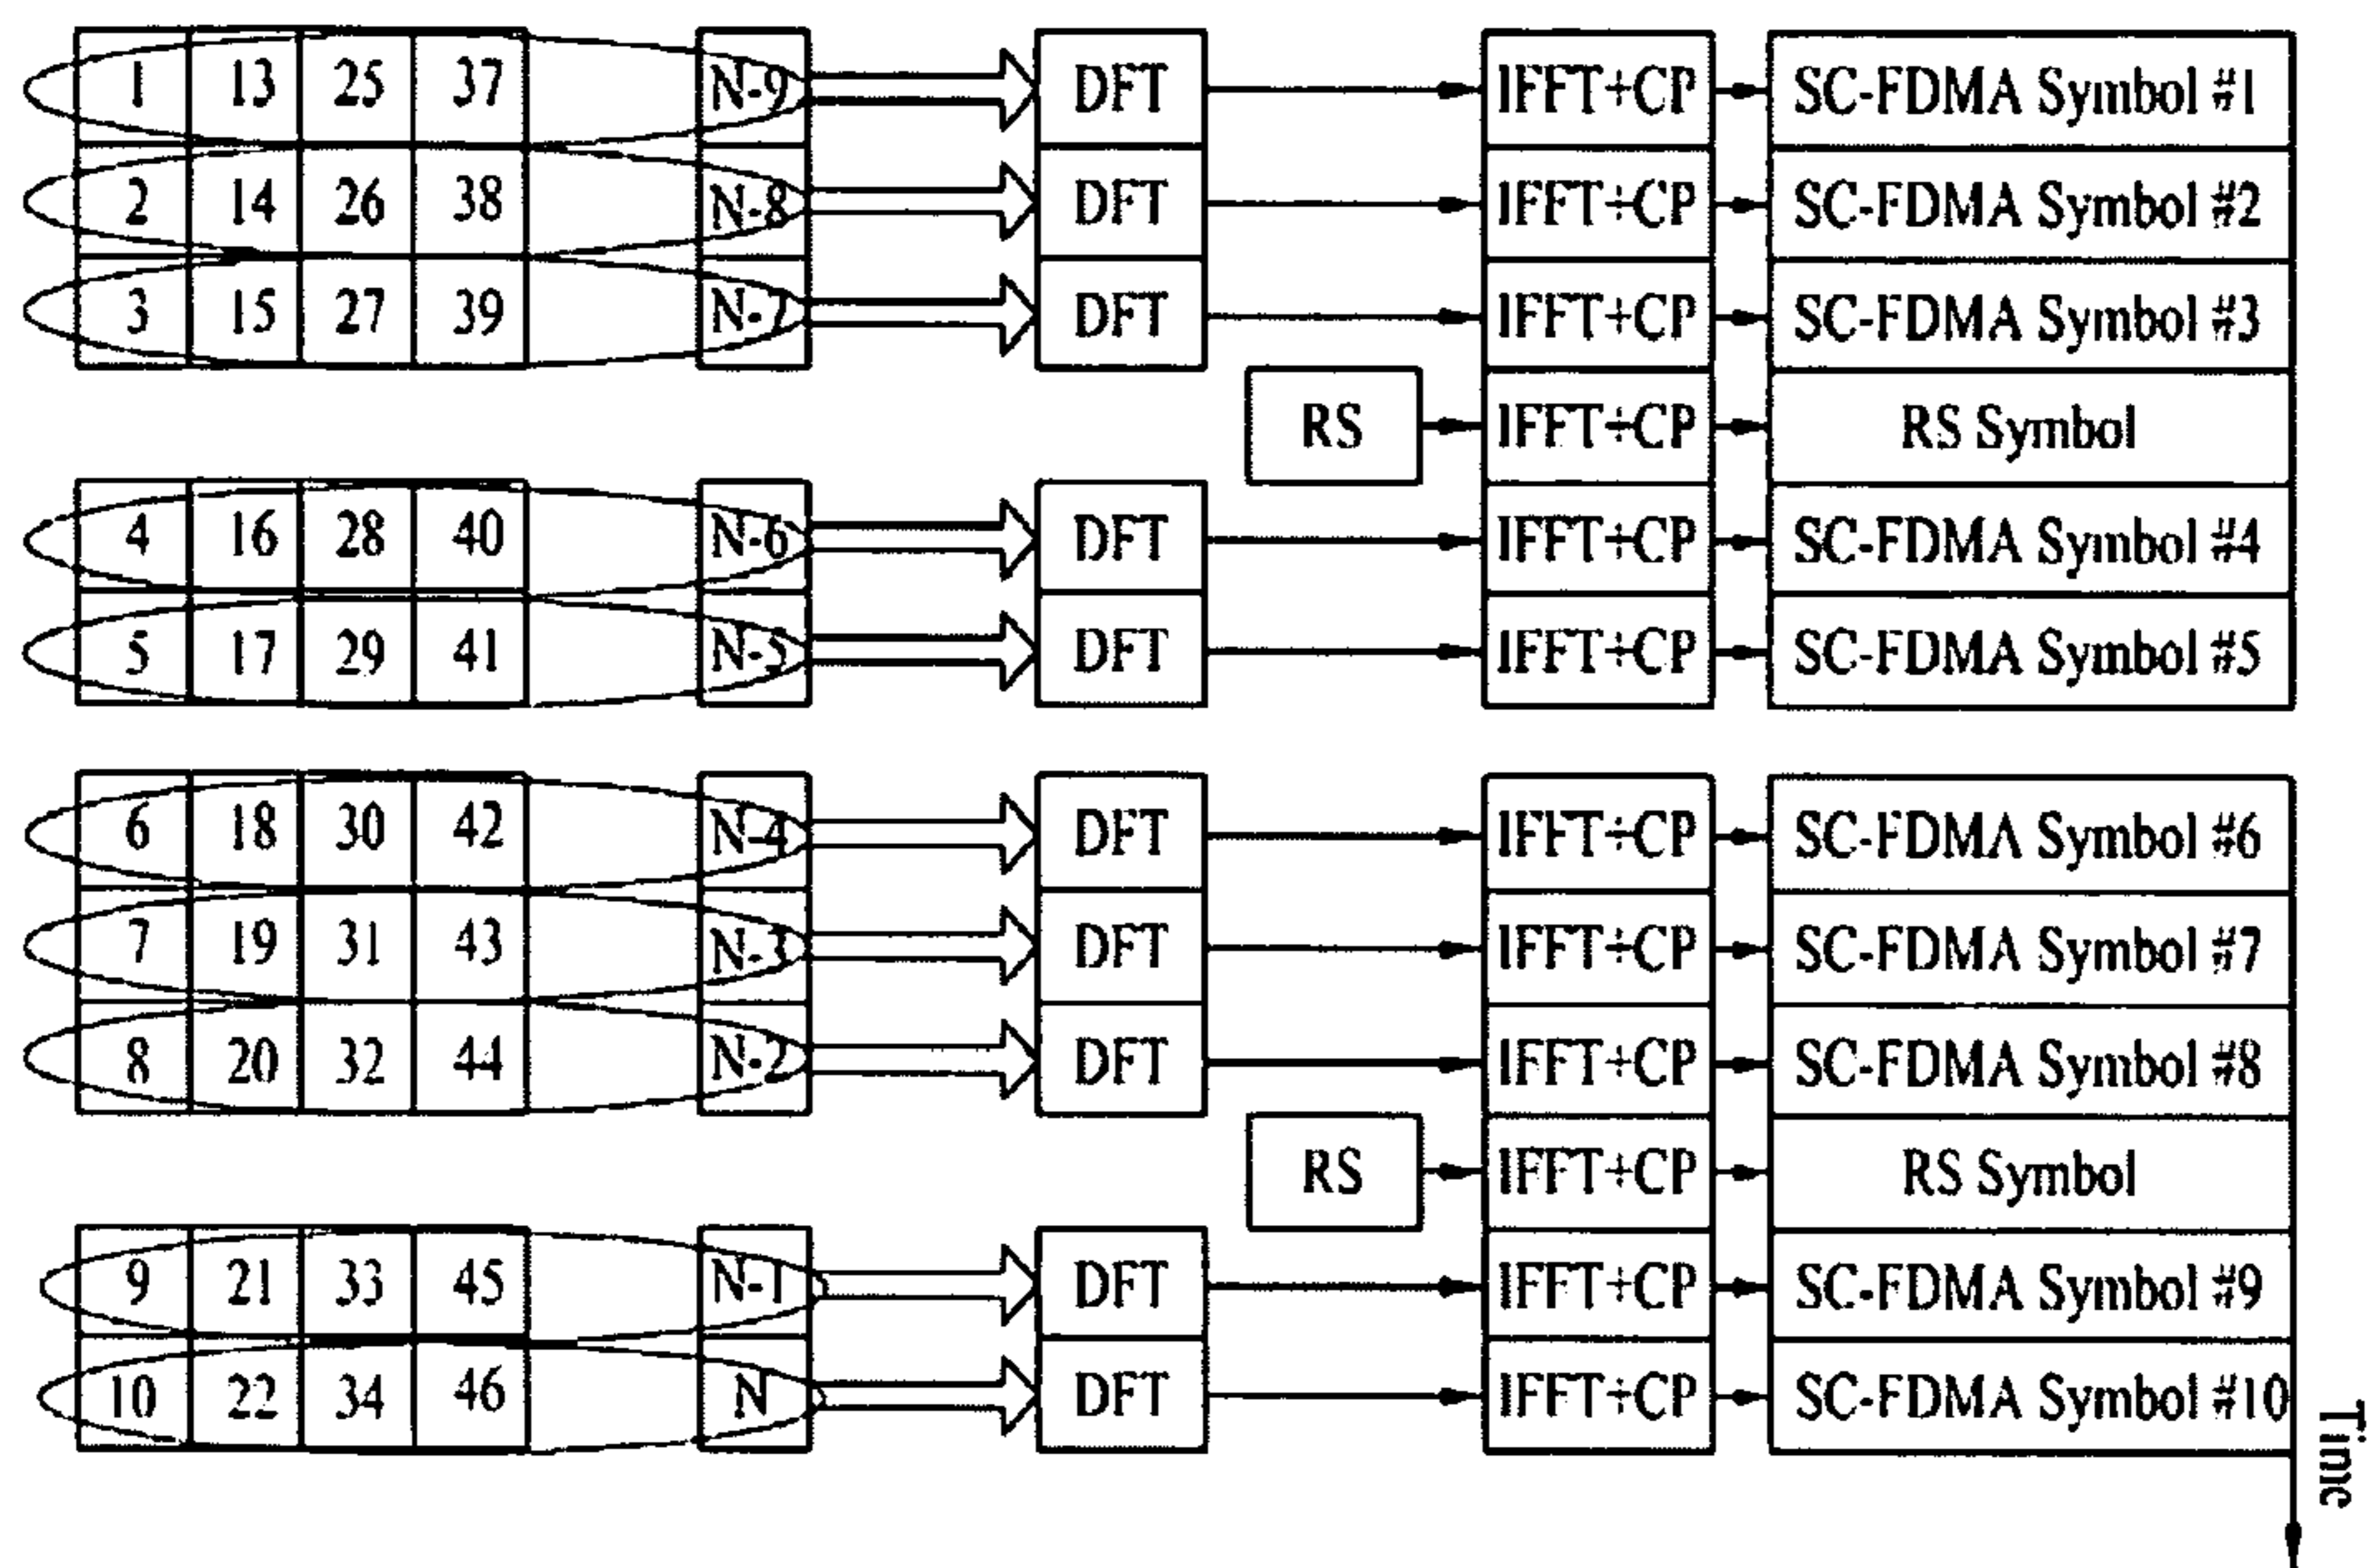 1 13 25 37 N-9 DFT IFFT+CP SC-FDMA Symbol #1
2 14 26 38 N-8 DFT IFFT+CP SC-FDMA Symbol #2
3 15 27 39 N-7 DFT IFFT+CP SC-FDMA Symbol #3
RS IFFT+CP RS Symbol
4 16 28 40 N-6 DFT IFFT+CP SC-FDMA Symbol #4
5 17 29 41 N-5 DFT IFFT+CP SC-FDMA Symbol #5
6 18 30 42 N-4 DFT IFFT+CP SC-FDMA Symbol #6
7 19 31 43 N-3 DFT IFFT+CP SC-FDMA Symbol #7
8 20 32 44 N-2 DFT IFFT+CP SC-FDMA Symbol #8
RS IFFT+CP RS Symbol
9 21 33 45 N-1 DFT IFFT+CP SC-FDMA Symbol #9
10 22 34 46 N DFT IFFT+CP SC-FDMA Symbol #10
Time